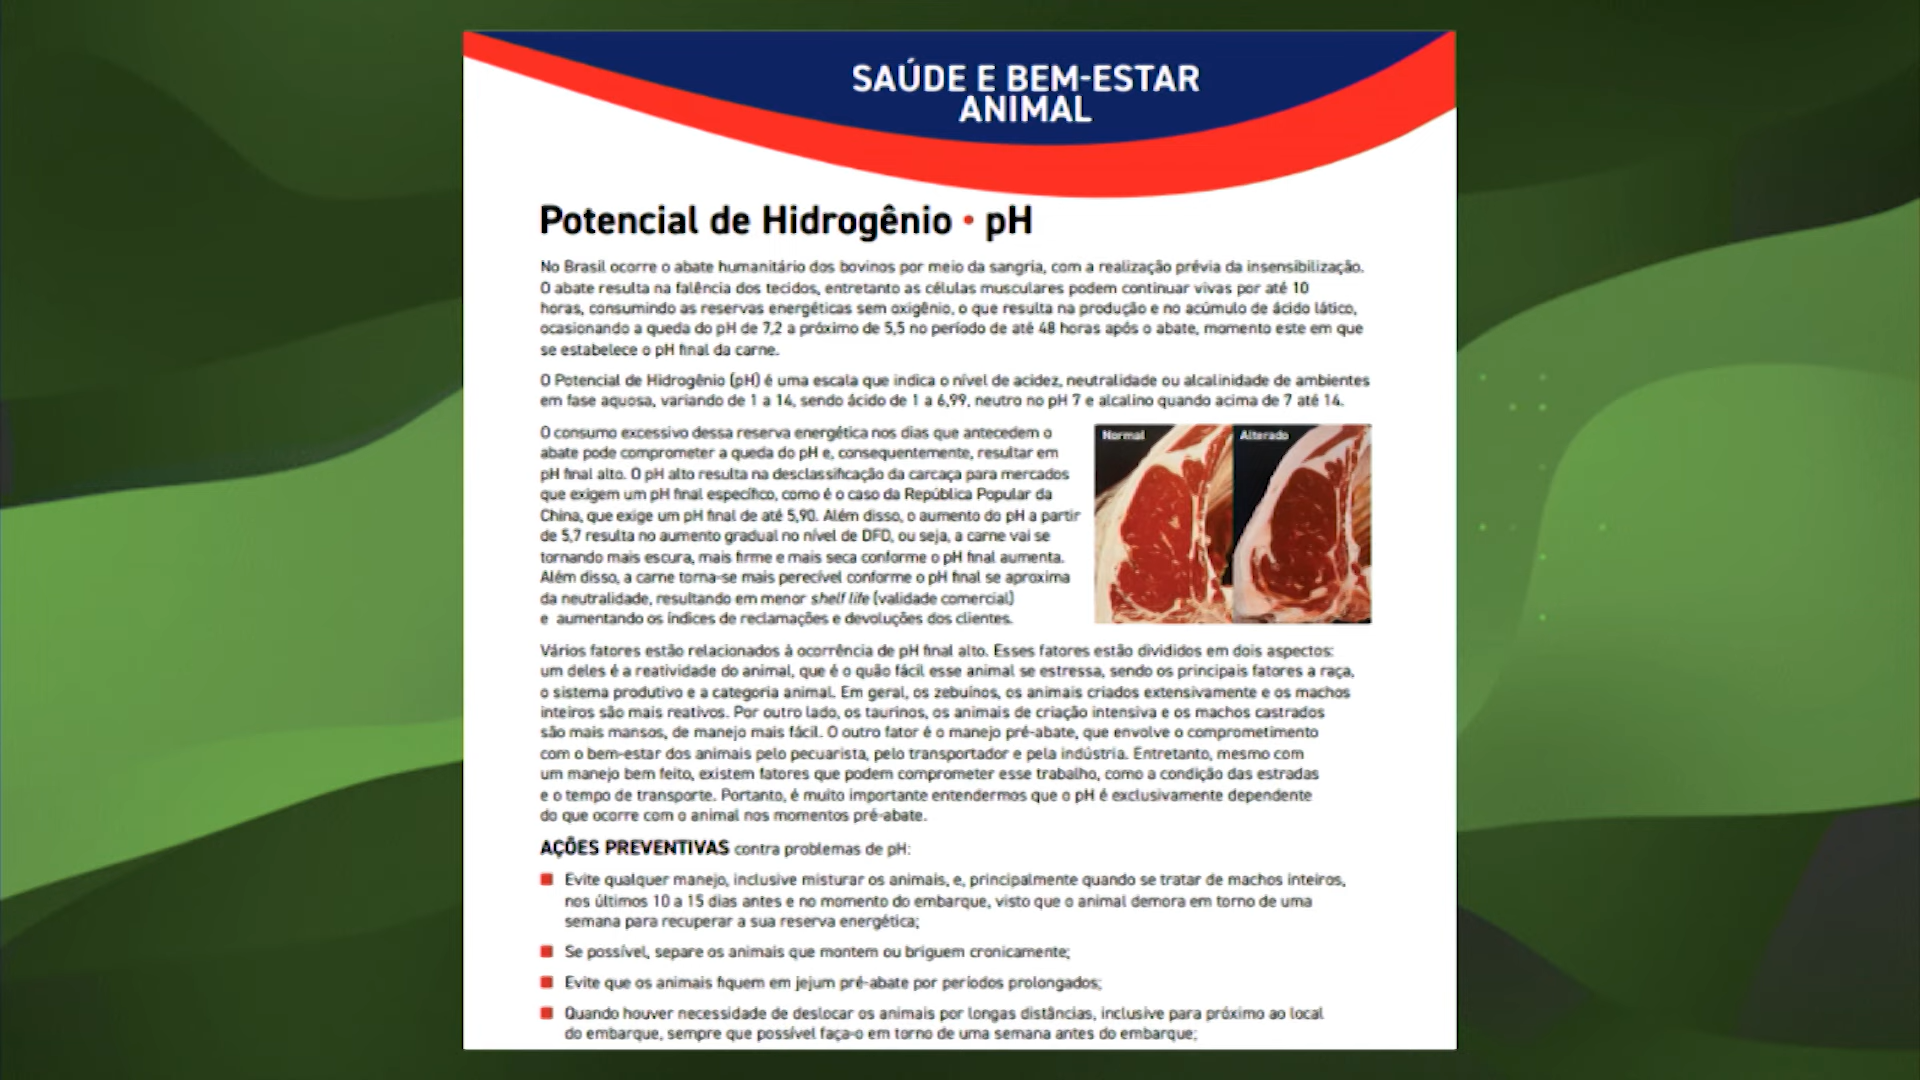 SAÚDE E BEM-ESTAR
ANIMAL
Potencial de Hidrogênio • pH
No Brasil ocorre o abate humanitário dos bovinos por meio da sangria, com a realização prévia da insensibilização.
O abate resulta na falência dos tecidos, entretanto as células musculares podem continuar vivas por até 10
horas, consumindo as reservas energéticas sem oxigênio, o que resulta na produção e no acúmulo de ácido lático,
ocasionando a queda do pH de 7,2 a próximo de 5,5 no período de até 48 horas após o abate, momento este em que
se estabelece o pH final da carne.
O Potencial de Hidrogênio (pH) é uma escala que indica o nível de acidez, neutralidade ou alcalinidade de ambientes
em fase aquosa, variando de 1 a 14, sendo ácido de 1 a 6,99, neutro no pH 7 e alcalino quando acima de 7 até 14.
O consumo excessivo dessa reserva energética nos dias que antecedem o
abate pode comprometer a queda do pH e, consequentemente, resultar em
pH final alto. O pH alto resulta na desclassificação da carcaça para mercados
que exigem um pH final específico, como é o caso da República Popular da
China, que exige um pH final de até 5,90. Além disso, o aumento do pH a partir
de 5,7 resulta no aumento gradual no nível de DFD, ou seja, a carne vai se
tornando mais escura, mais firme e mais seca conforme o pH final aumenta.
Além disso, a carne torna-se mais perecível conforme o pH final se aproxima
da neutralidade, resultando em menor shelf life (validade comercial)
e aumentando os índices de reclamações e devoluções dos clientes.
Normal
Alterado
Vários fatores estão relacionados à ocorrência de pH final alto. Esses fatores estão divididos em dois aspectos:
um deles é a reatividade do animal, que é o quão fácil esse animal se estressa, sendo os principais fatores a raça,
o sistema produtivo e a categoria animal. Em geral, os zebuínos, os animais criados extensivamente e os machos
inteiros são mais reativos. Por outro lado, os taurinos, os animais de criação intensiva e os machos castrados
são mais mansos, de manejo mais fácil. O outro fator é o manejo pré-abate, que envolve o comprometimento
com o bem-estar dos animais pelo pecuarista, pelo transportador e pela indústria. Entretanto, mesmo com
um manejo bem feito, existem fatores que podem comprometer esse trabalho, como a condição das estradas
e o tempo de transporte. Portanto, é muito importante entendermos que o pH é exclusivamente dependente
do que ocorre com o animal nos momentos pré-abate.
AÇÕES PREVENTIVAS contra problemas de pH:
Evite qualquer manejo, inclusive misturar os animais, e, principalmente quando se tratar de machos inteiros,
nos últimos 10 a 15 dias antes e no momento do embarque, visto que o animal demora em torno de uma
semana para recuperar a sua reserva energética;
Se possível, separe os animais que montem ou briguem cronicamente;
Evite que os animais fiquem em jejum pré-abate por períodos prolongados;
Quando houver necessidade de deslocar os animais por longas distâncias, inclusive para próximo ao local
do embarque, sempre que possível faça-o em torno de uma semana antes do embarque;